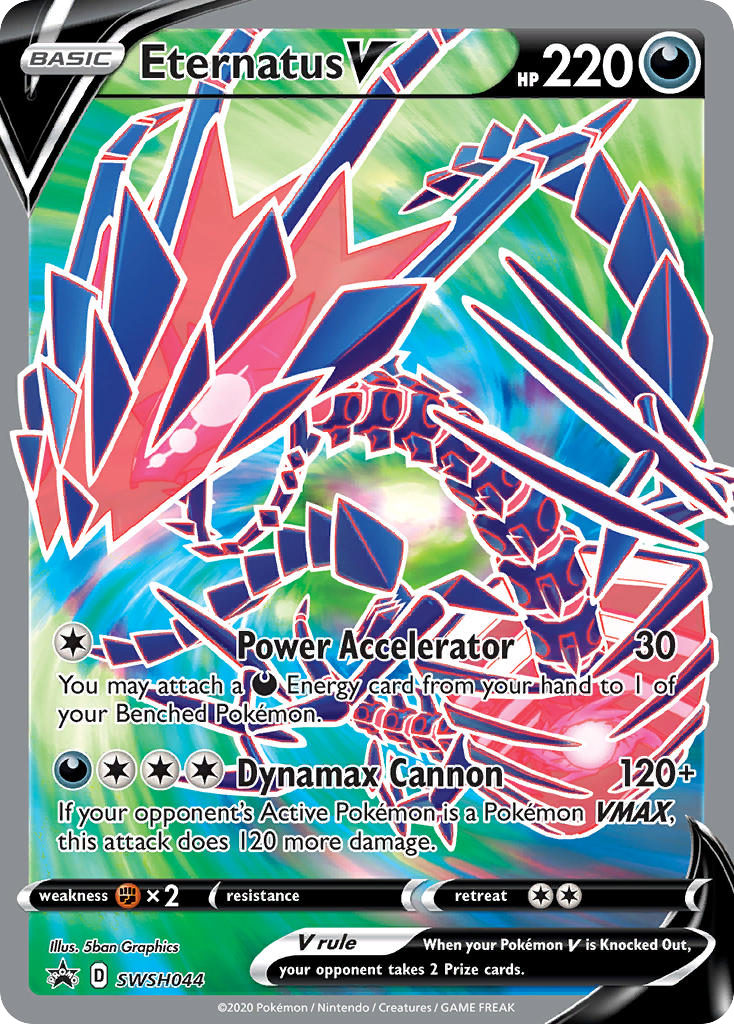 BASIC Eternatus V HP 220
Power Accelerator 30
You may attach a Energy card from your hand to 1 of
your Benched Pokémon.
Dynamax Cannon 120+
If your opponent's Active Pokémon is a Pokémon VMAX,
this attack does 120 more damage.
weakness ×2 resistance retreat
Illus. 5ban Graphics
V rule When your Pokémon V is Knocked Out,
your opponent takes 2 Prize cards.
D SWSH044
©2020 Pokémon / Nintendo / Creatures / GAME FREAK